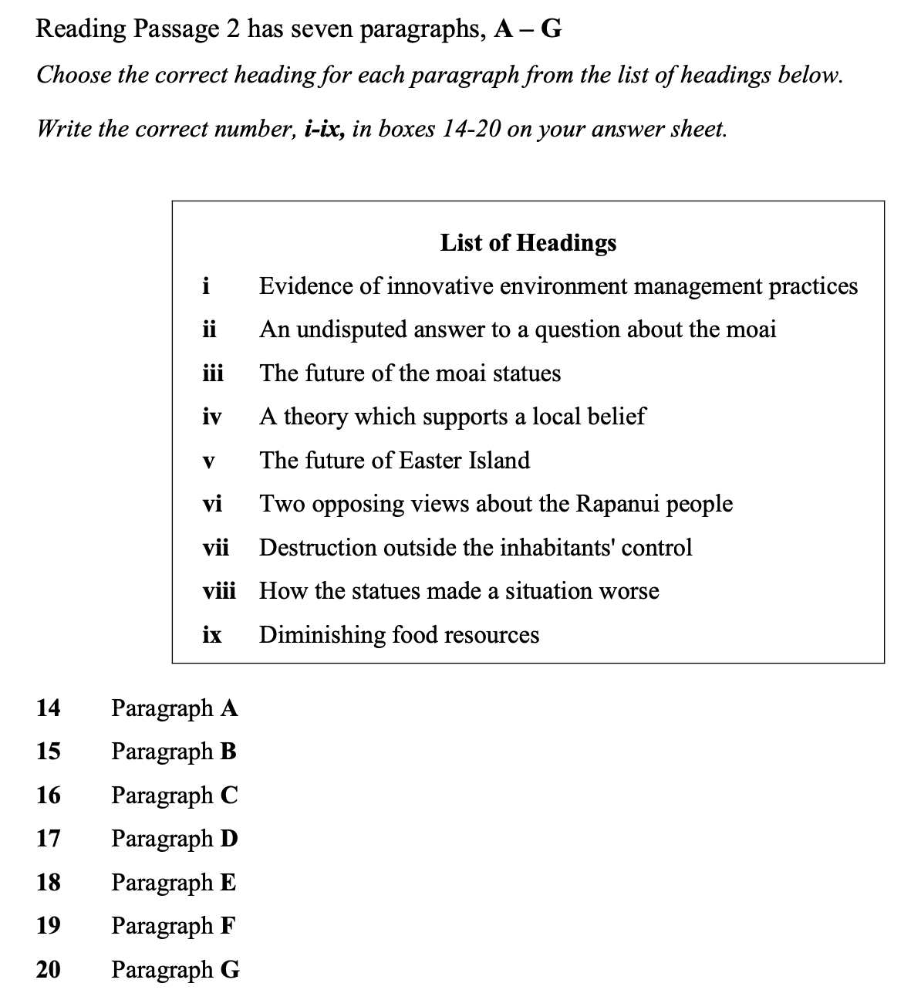 Reading Passage 2 has seven paragraphs, A – G
Choose the correct heading for each paragraph from the list of headings below.
Write the correct number, i-ix, in boxes 14-20 on your answer sheet.
List of Headings
i Evidence of innovative environment management practices
ii An undisputed answer to a question about the moai
iii The future of the moai statues
iv A theory which supports a local belief
v The future of Easter Island
vi Two opposing views about the Rapanui people
vii Destruction outside the inhabitants' control
viii How the statues made a situation worse
ix Diminishing food resources
14 Paragraph A
15 Paragraph B
16 Paragraph C
17 Paragraph D
18 Paragraph E
19 Paragraph F
20 Paragraph G